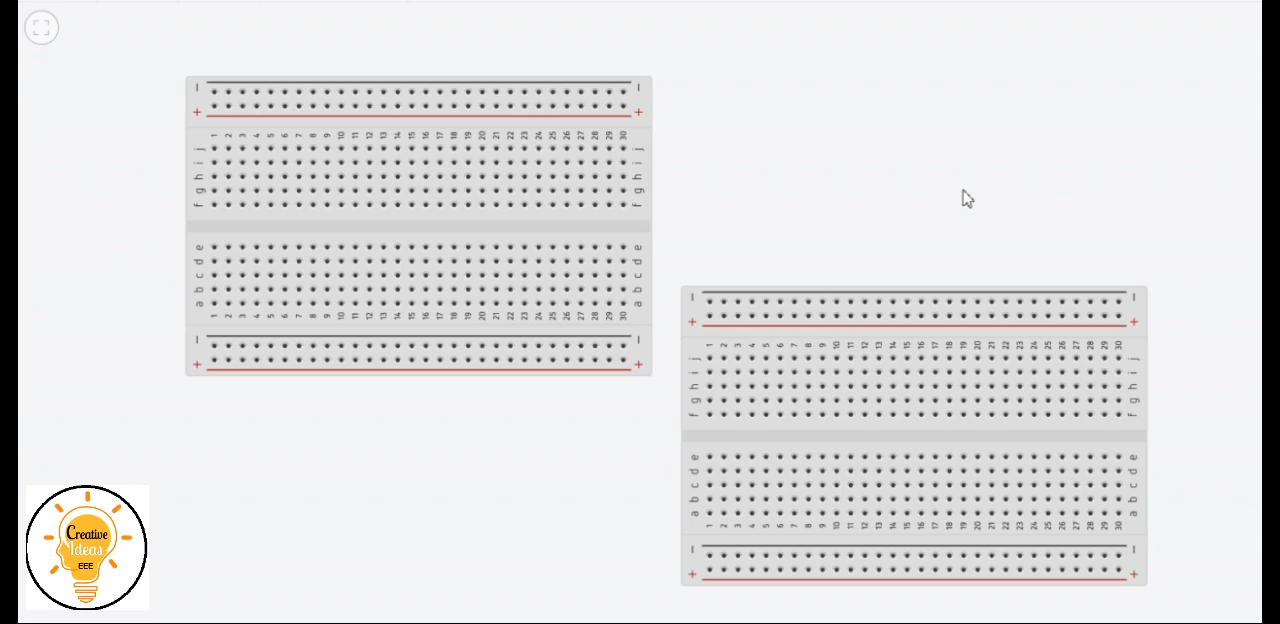 − −
+ +
1 2 3 4 5 6 7 8 9 10 11 12 13 14 15 16 17 18 19 20 21 22 23 24 25 26 27 28 29 30
j j
i i
h h
g g
f f
e e
d d
c c
b b
a a
1 2 3 4 5 6 7 8 9 10 11 12 13 14 15 16 17 18 19 20 21 22 23 24 25 26 27 28 29 30
− −
+ +
− −
+ +
1 2 3 4 5 6 7 8 9 10 11 12 13 14 15 16 17 18 19 20 21 22 23 24 25 26 27 28 29 30
j j
i i
h h
g g
f f
e e
d d
c c
b b
a a
1 2 3 4 5 6 7 8 9 10 11 12 13 14 15 16 17 18 19 20 21 22 23 24 25 26 27 28 29 30
− −
+ +
Creative
Ideas
EEE